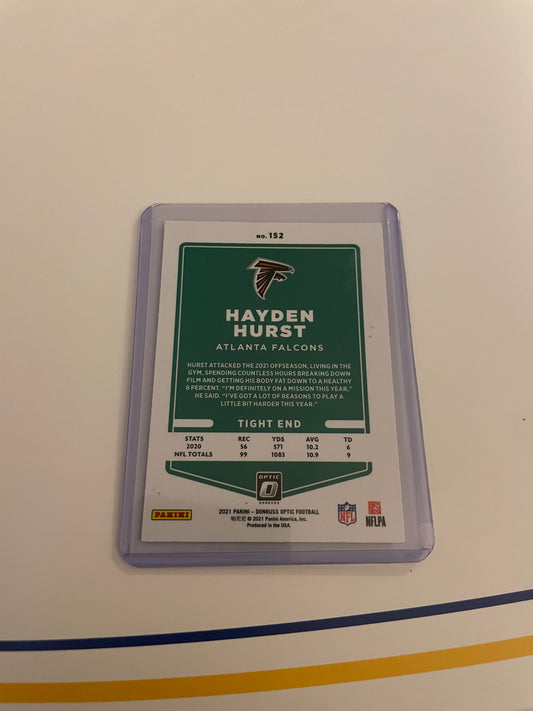 NO. 152
HAYDEN
HURST
ATLANTA FALCONS
HURST ATTACKED THE 2021 OFFSEASON, LIVING IN THE
GYM, SPENDING COUNTLESS HOURS BREAKING DOWN
FILM AND GETTING HIS BODY FAT DOWN TO A HEALTHY
8 PERCENT. "I'M DEFINITELY ON A MISSION THIS YEAR,"
HE SAID. "I'VE GOT A LOT OF REASONS TO PLAY A
LITTLE BIT HARDER THIS YEAR."
TIGHT END
STATS REC YDS AVG TD
2020 56 571 10.2 6
NFL TOTALS 99 1083 10.9 9
OPTIC
DONRUSS
PANINI
2021 PANINI – DONRUSS OPTIC FOOTBALL
帕尼尼 © 2021 Panini America, Inc.
Produced in the USA.
NFL
NFLPA